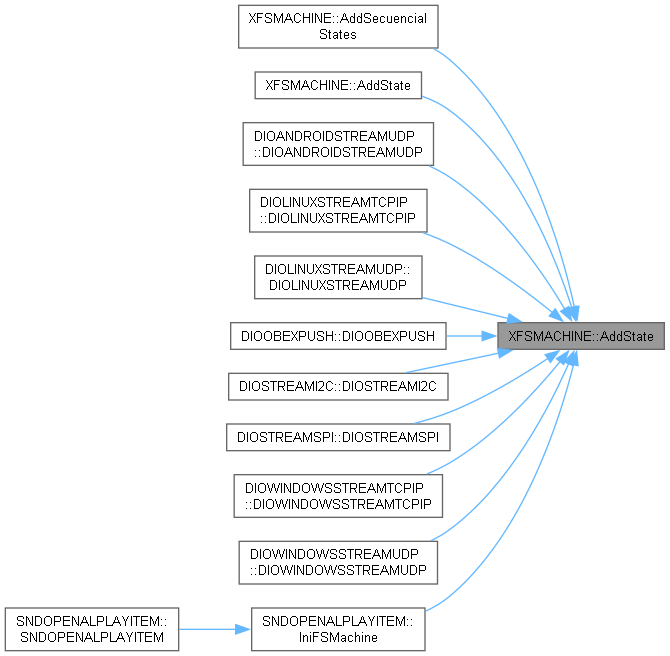 XFSMACHINE::AddSecuencial
States
XFSMACHINE::AddState
DIOANDROIDSTREAMUDP
::DIOANDROIDSTREAMUDP
DIOLINUXSTREAMTCPIP
::DIOLINUXSTREAMTCPIP
DIOLINUXSTREAMUDP::
DIOLINUXSTREAMUDP
DIOOBEXPUSH::DIOOBEXPUSH
XFSMACHINE::AddState
DIOSTREAMI2C::DIOSTREAMI2C
DIOSTREAMSPI::DIOSTREAMSPI
DIOWINDOWSSTREAMTCPIP
::DIOWINDOWSSTREAMTCPIP
DIOWINDOWSSTREAMUDP
::DIOWINDOWSSTREAMUDP
SNDOPENALPLAYITEM::
SNDOPENALPLAYITEM
SNDOPENALPLAYITEM::
IniFSMachine